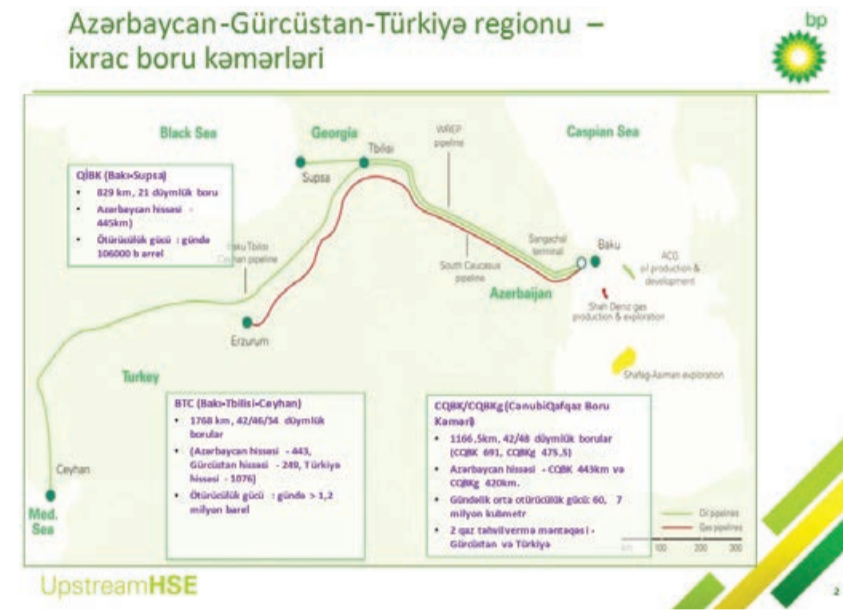 Azərbaycan-Gürcüstan-Türkiyə regionu –
ixrac boru kəmərləri
bp
Black Sea
Georgia
WREP
pipeline
Caspian Sea
Tbilisi
Supsa
QİBK (Bakı-Supsa)
• 829 km, 21 düymlük boru
• Azərbaycan hissəsi -
445km)
• Ötürücülük gücü : gündə
106000 b arrel
Baku Tbilisi
Ceyhan pipeline
South Caucasus
pipeline
Sangachal
terminal
Baku
ACG
oil production &
development
Azerbaijan
Shah Deniz gas
production & exploration
Erzurum
Shafag-Asiman exploration
Turkey
BTC (Bakı-Tbilisi-Ceyhan)
• 1768 km, 42/46/34 düymlük
borular
• (Azərbaycan hissəsi - 443,
Gürcüstan hissəsi - 249, Türkiyə
hissəsi - 1076)
• Ötürücülük gücü : gündə > 1,2
milyon barel
CQBK/CQBKg(CənubiQafqaz Boru
Kəməri)
• 1166,5km, 42/48 düymlük borular
(CQBK 691, CQBKg 475,5)
• Azərbaycan hissəsi - CQBK 443km və
CQBKg 420km.
• Gündəlik orta ötürücülük gücü: 60, 7
milyon kubmetr
• 2 qaz təhvilvermə məntəqəsi -
Gürcüstan və Türkiyə
Ceyhan
Med.
Sea
Oil pipelines
Gas pipelines
km 100 200 300
UpstreamHSE
2